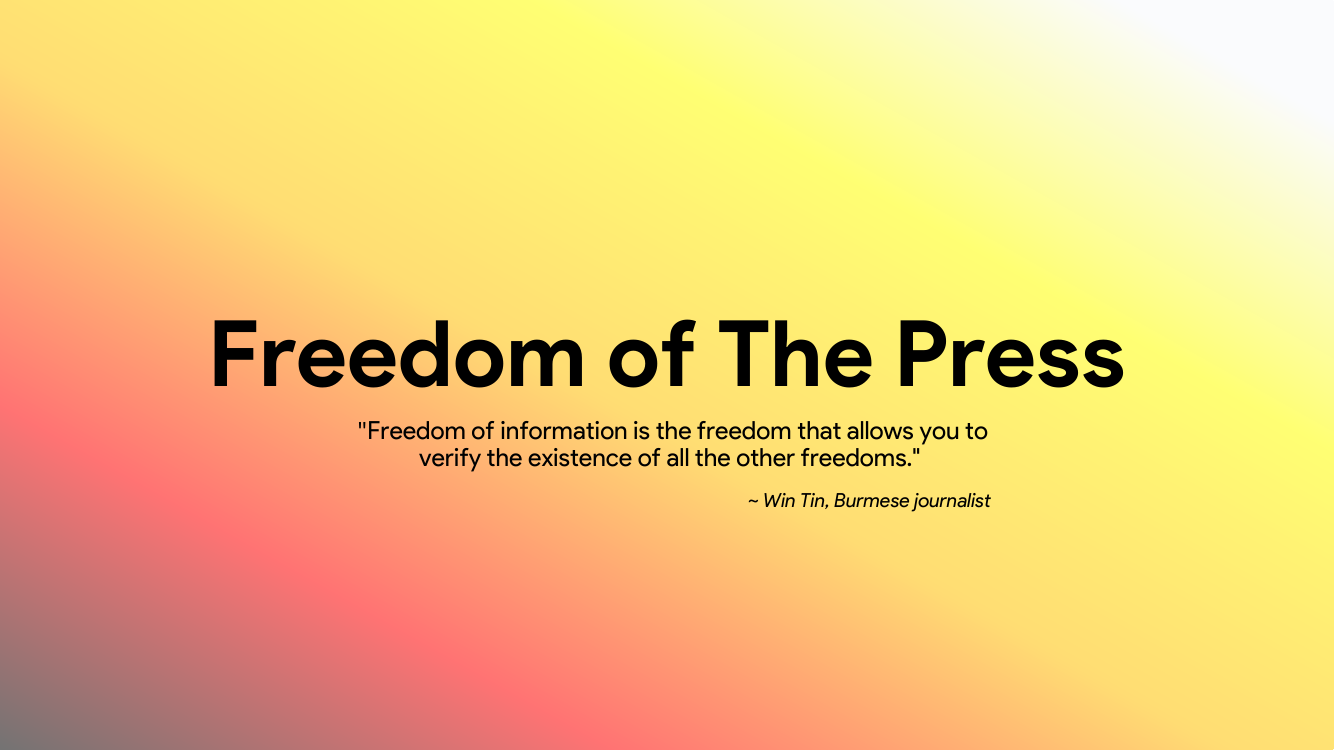 Freedom of The Press
"Freedom of information is the freedom that allows you to
verify the existence of all the other freedoms."
~ Win Tin, Burmese journalist